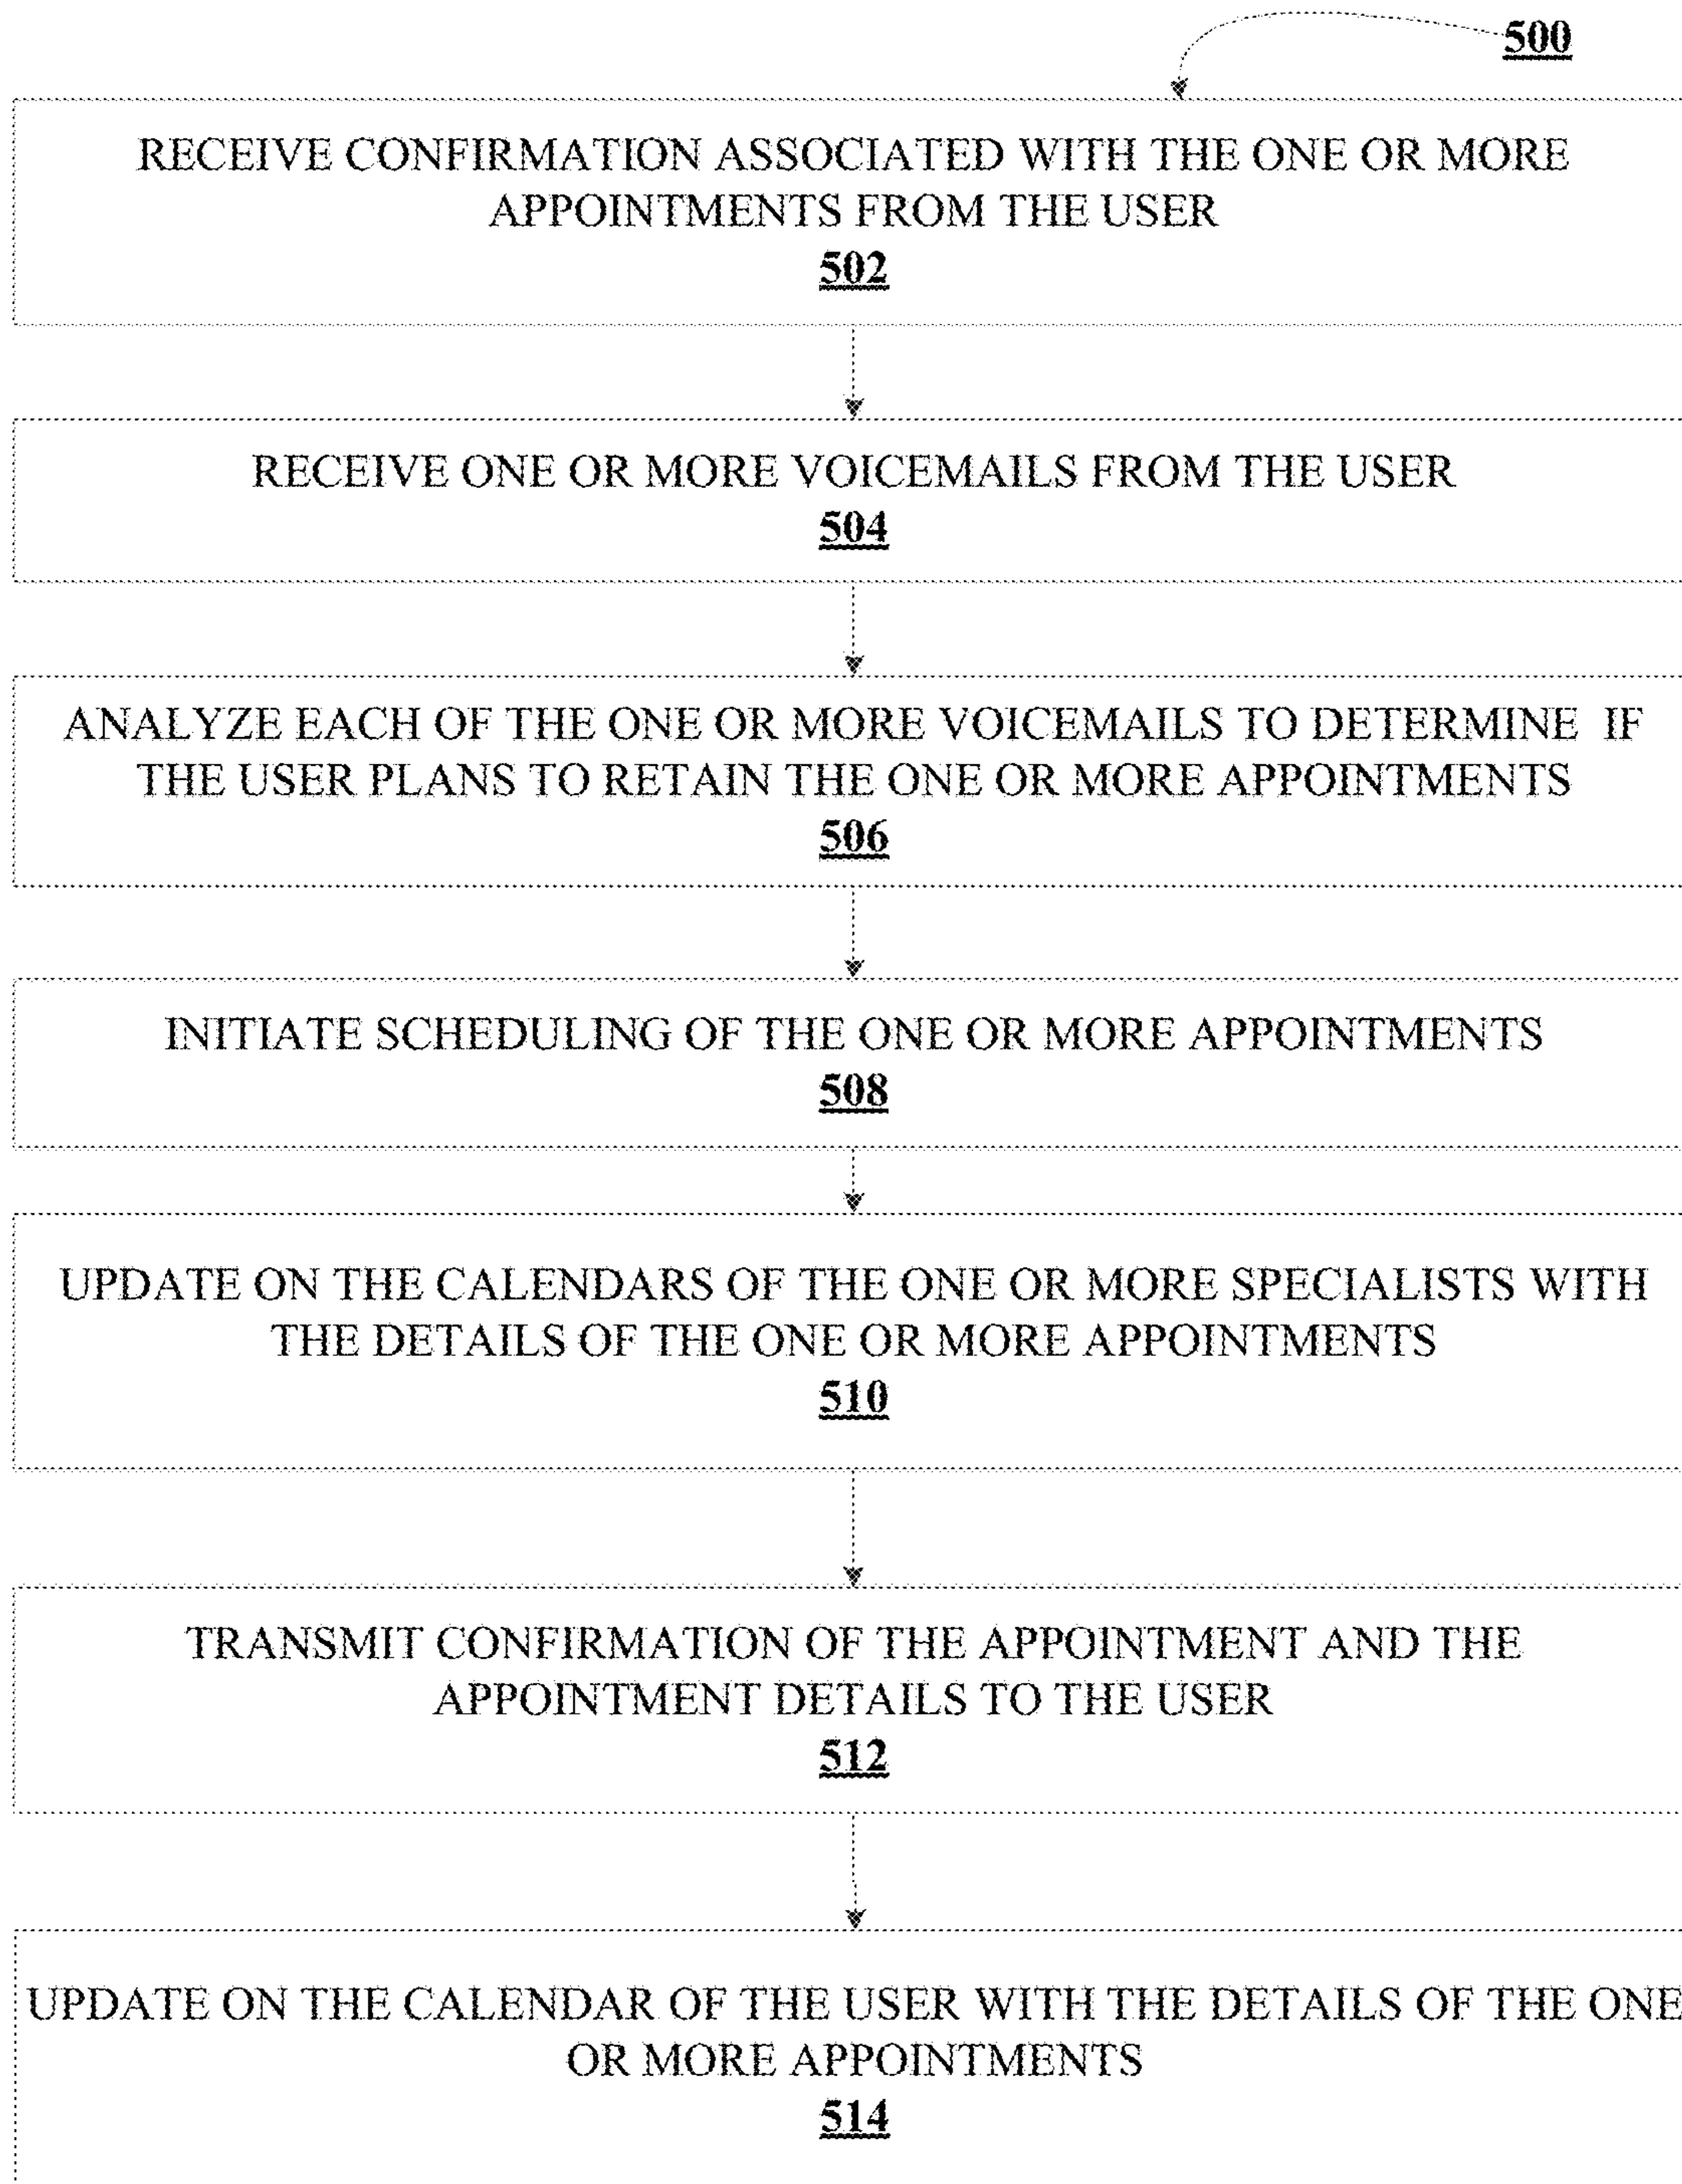 500
RECEIVE CONFIRMATION ASSOCIATED WITH THE ONE OR MORE
APPOINTMENTS FROM THE USER
502
RECEIVE ONE OR MORE VOICEMAILS FROM THE USER
504
ANALYZE EACH OF THE ONE OR MORE VOICEMAILS TO DETERMINE IF
THE USER PLANS TO RETAIN THE ONE OR MORE APPOINTMENTS
506
INITIATE SCHEDULING OF THE ONE OR MORE APPOINTMENTS
508
UPDATE ON THE CALENDARS OF THE ONE OR MORE SPECIALISTS WITH
THE DETAILS OF THE ONE OR MORE APPOINTMENTS
510
TRANSMIT CONFIRMATION OF THE APPOINTMENT AND THE
APPOINTMENT DETAILS TO THE USER
512
UPDATE ON THE CALENDAR OF THE USER WITH THE DETAILS OF THE ONE
OR MORE APPOINTMENTS
514